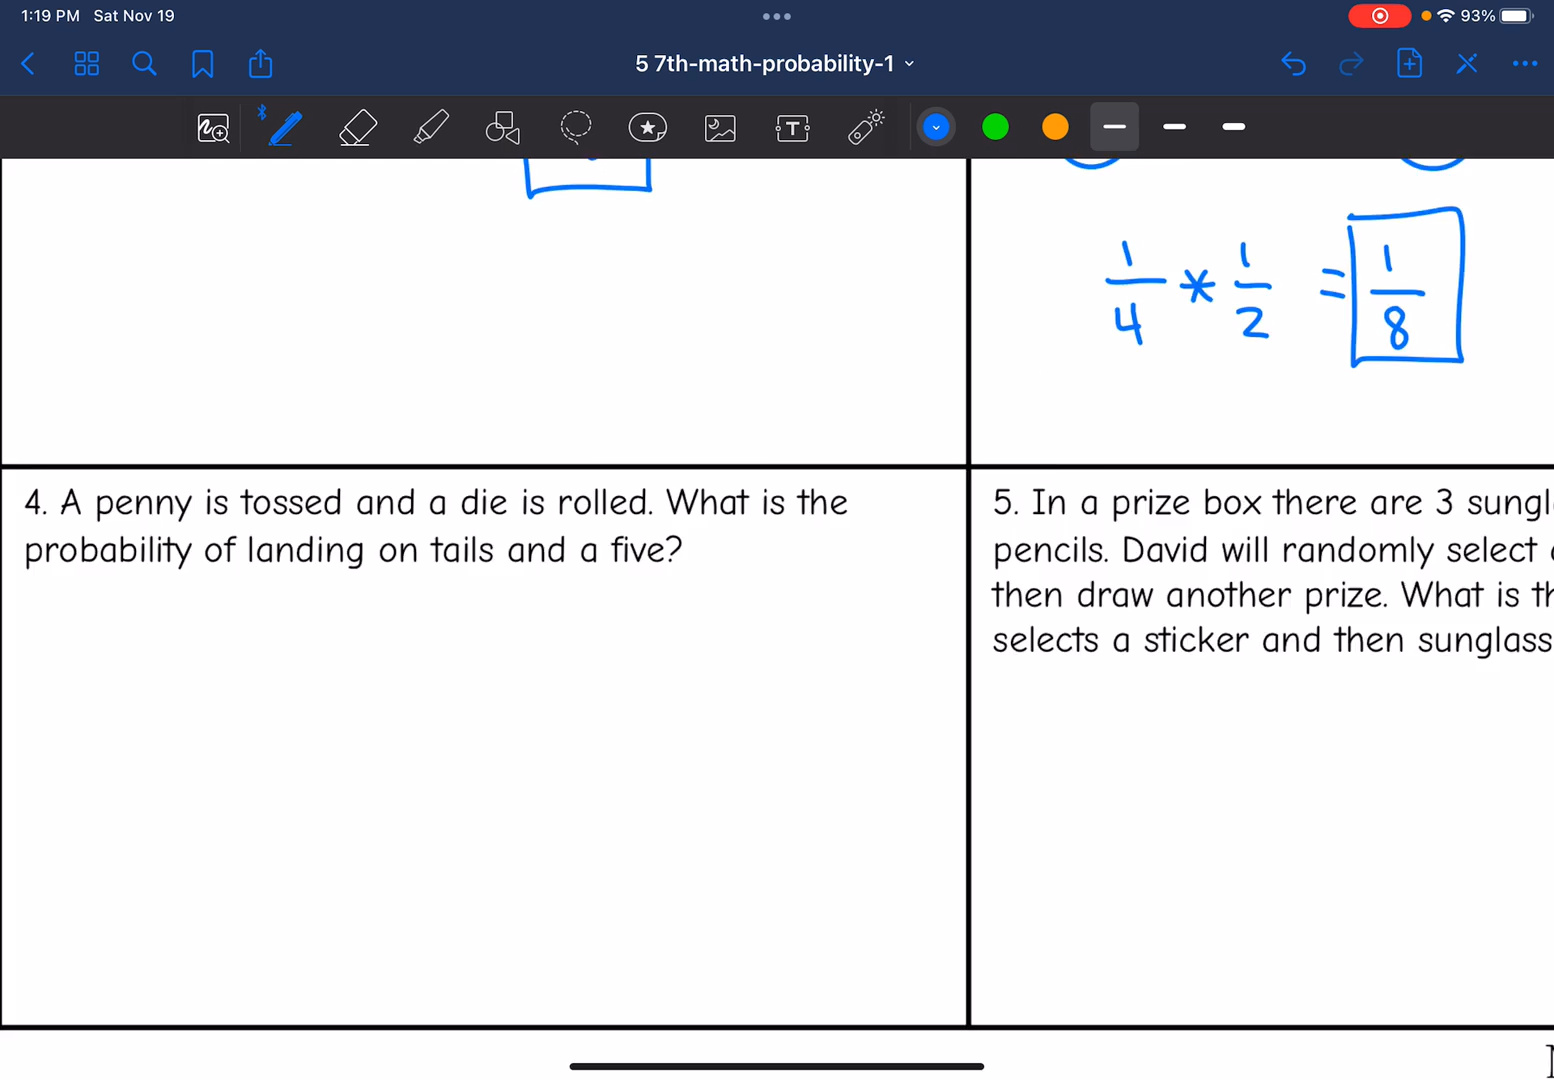 1:19 PM Sat Nov 19
93%
5 7th-math-probability-1
T
1/4 * 1/2 = 1/8
4. A penny is tossed and a die is rolled. What is the
probability of landing on tails and a five?
5. In a prize box there are 3 sungl
pencils. David will randomly select
then draw another prize. What is th
selects a sticker and then sunglass